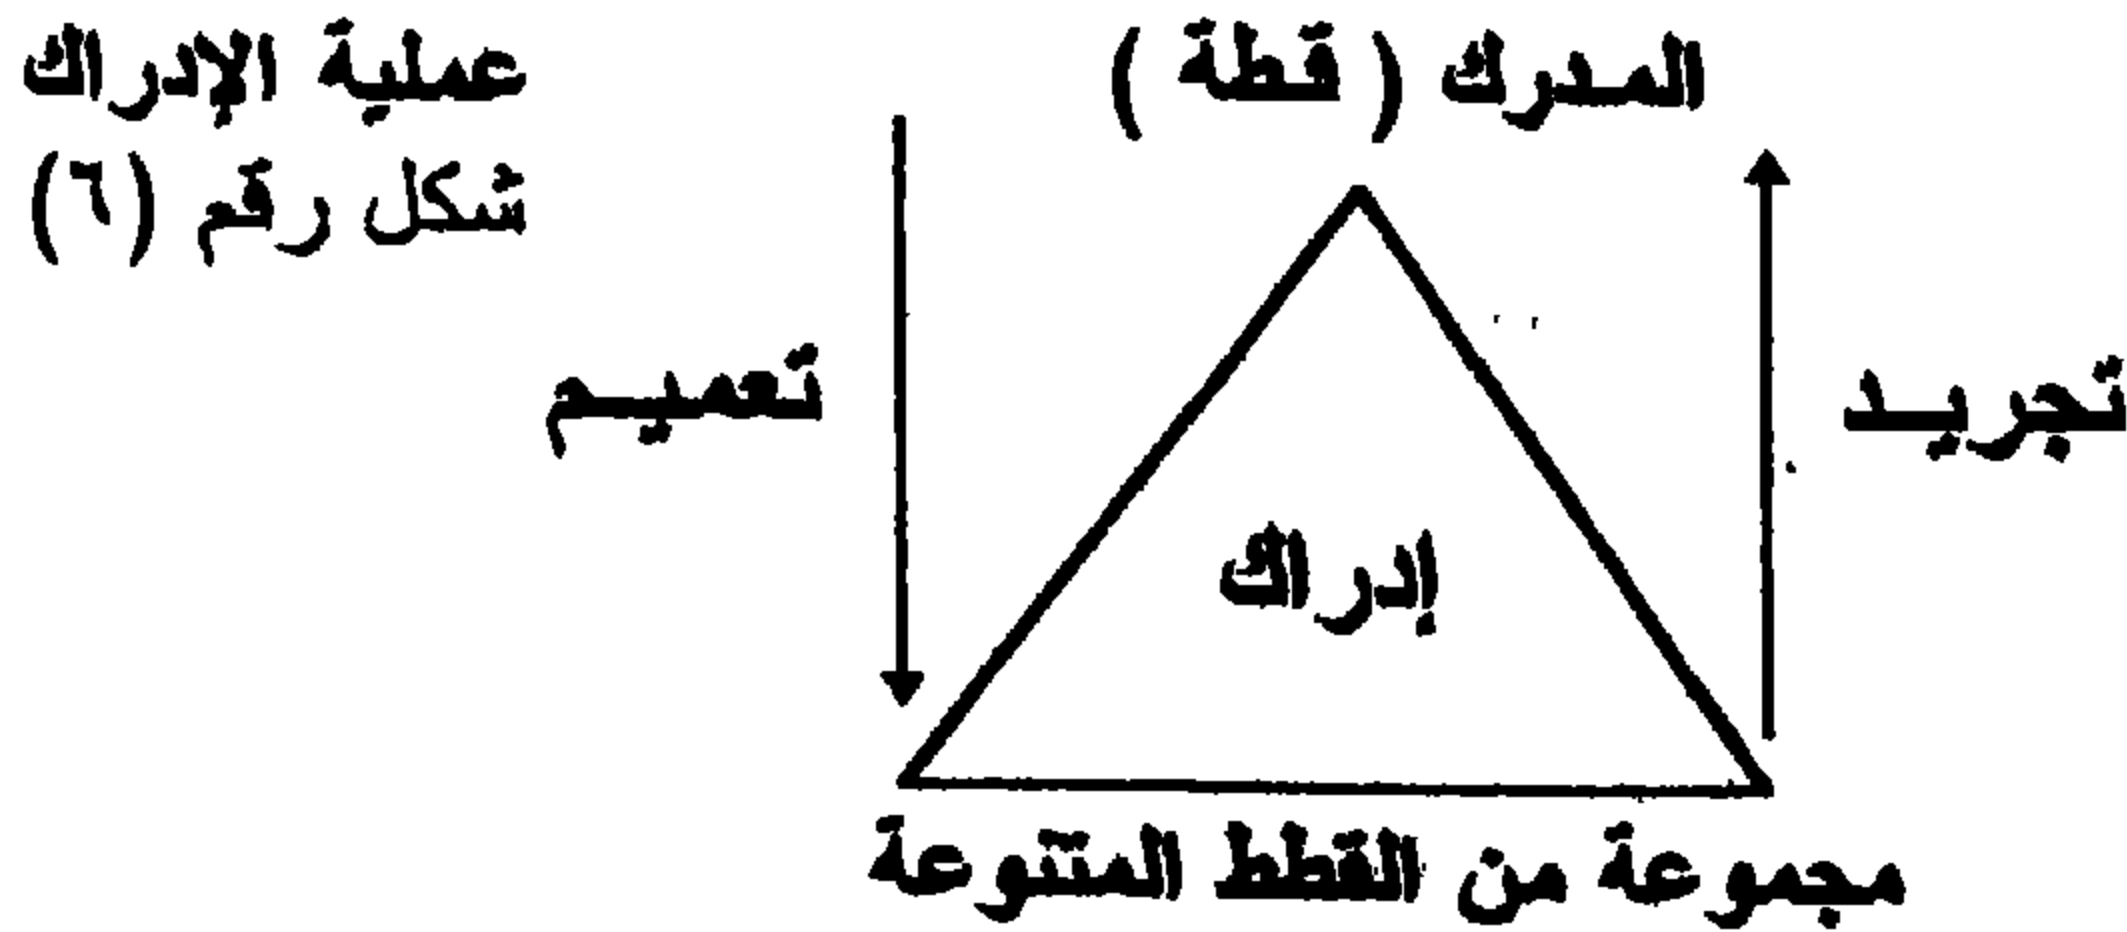 المدرك ( قطة )
عملية الإدراك
شكل رقم (٦)
تجريد
تعميم
إدراك
مجموعة من القطط المتنوعة